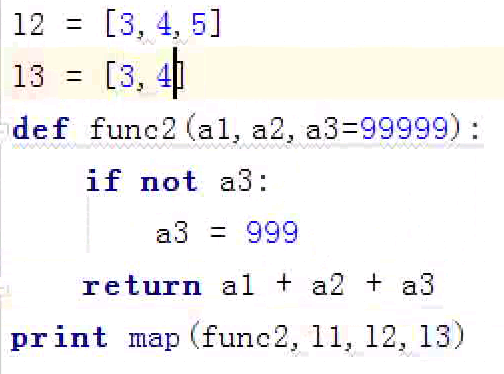 l2 = [3, 4, 5]
l3 = [3, 4]
def func2(a1, a2, a3=99999):
if not a3:
a3 = 999
return a1 + a2 + a3
print map(func2, l1, l2, l3)